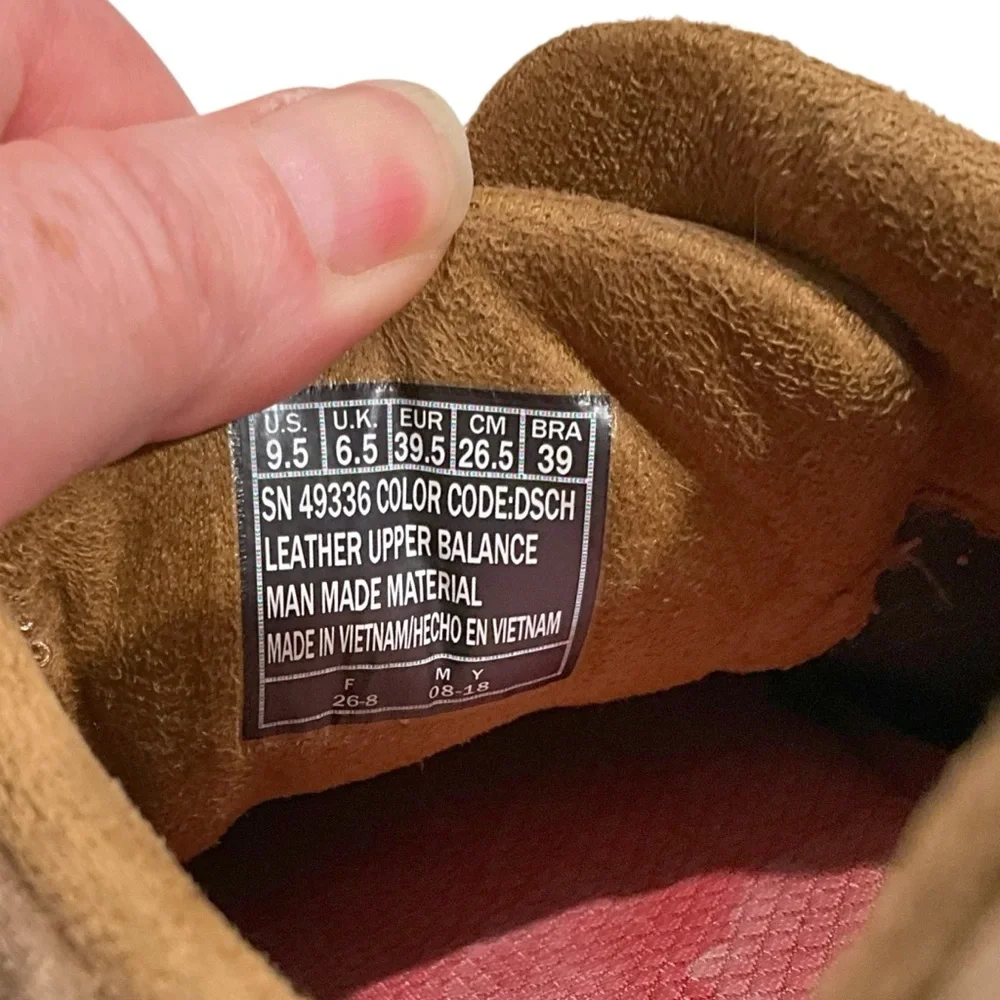 U.S. U.K. EUR CM BRA
9.5 6.5 39.5 26.5 39
SN 49336 COLOR CODE:DSCH
LEATHER UPPER BALANCE
MAN MADE MATERIAL
MADE IN VIETNAM/HECHO EN VIETNAM
F M Y
26-8 08-18